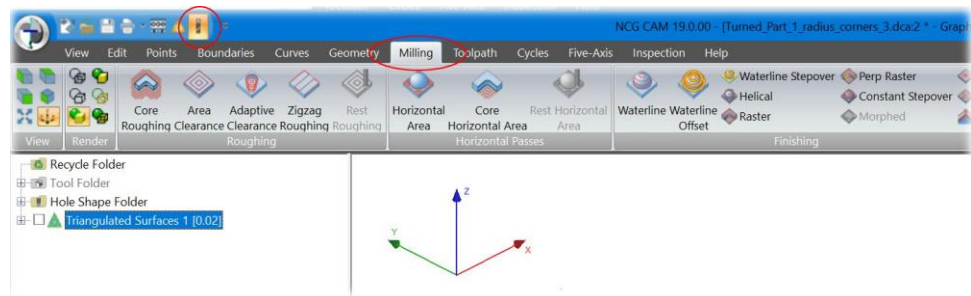 NCG CAM 19.0.00 - [Turned_Part_1_radius_corners_3.dca:2 * - Grap
View Edit Points Boundaries Curves Geometry Milling Toolpath Cycles Five-Axis Inspection Help
Core Roughing
Area Clearance
Adaptive Clearance
Zigzag Roughing
Rest Roughing
Horizontal Area
Core Horizontal Area
Rest Horizontal Area
Waterline
Waterline Offset
Waterline Stepover
Helical
Raster
Perp Raster
Constant Stepover
Morphed
View Render Roughing Horizontal Passes Finishing
Recycle Folder
Tool Folder
Hole Shape Folder
Triangulated Surfaces 1 [0.02]
Z
Y
X